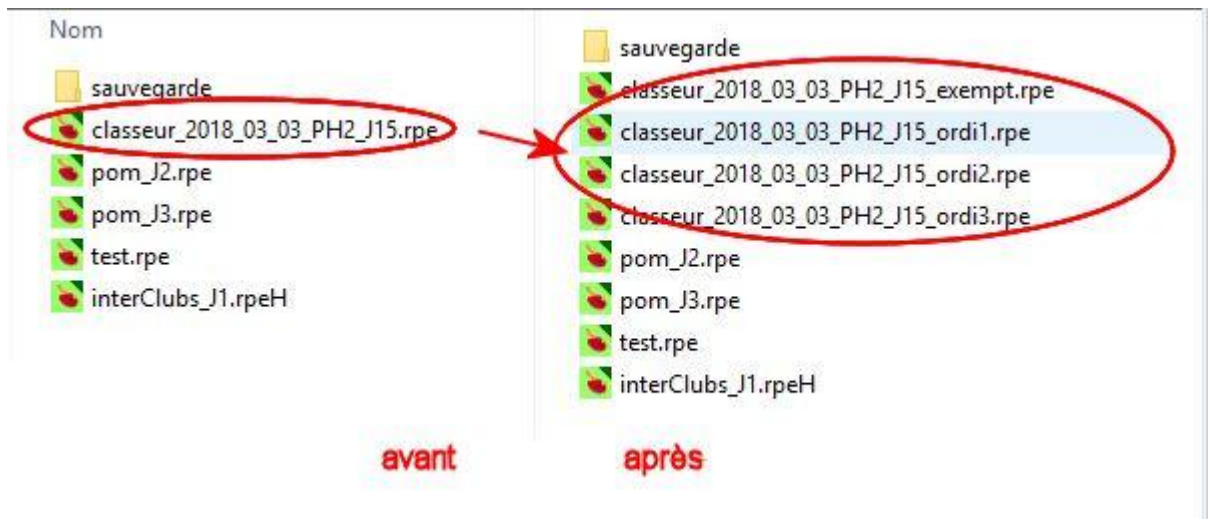 Nom
sauvegarde
classeur_2018_03_03_PH2_J15.rpe
pom_J2.rpe
pom_J3.rpe
test.rpe
interClubs_J1.rpeH
sauvegarde
classeur_2018_03_03_PH2_J15_exempt.rpe
classeur_2018_03_03_PH2_J15_ordi1.rpe
classeur_2018_03_03_PH2_J15_ordi2.rpe
classeur_2018_03_03_PH2_J15_ordi3.rpe
pom_J2.rpe
pom_J3.rpe
test.rpe
interClubs_J1.rpeH
avant
après